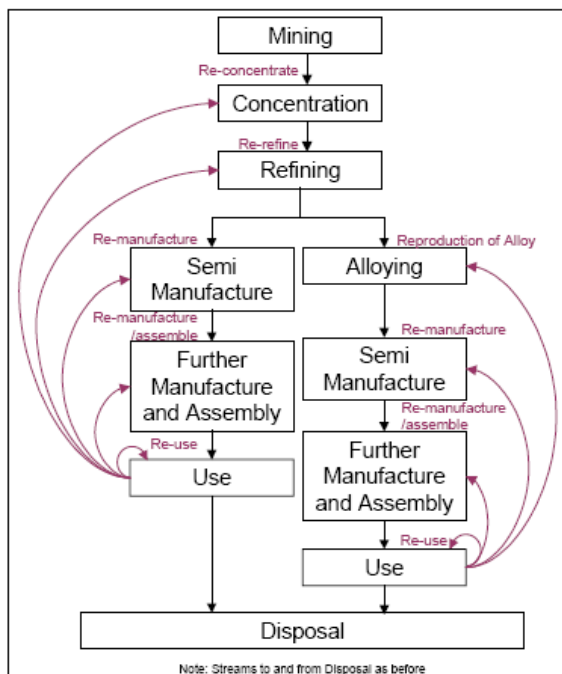 Mining
Re-concentrate
Concentration
Re-refine
Refining
Re-manufacture
Reproduction of Alloy
Semi
Manufacture
Alloying
Re-manufacture
/assemble
Re-manufacture
Further
Manufacture
and Assembly
Semi
Manufacture
Re-manufacture
/assemble
Re-use
Use
Further
Manufacture
and Assembly
Re-use
Use
Disposal
Note: Streams to and from Disposal as before